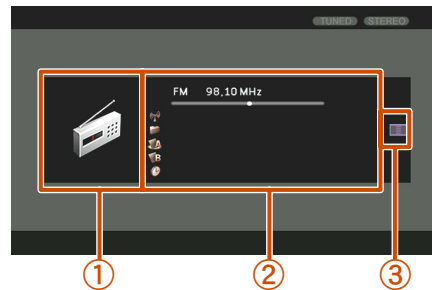 TUNED STEREO
FM 98,10 MHz
A
B
① ② ③